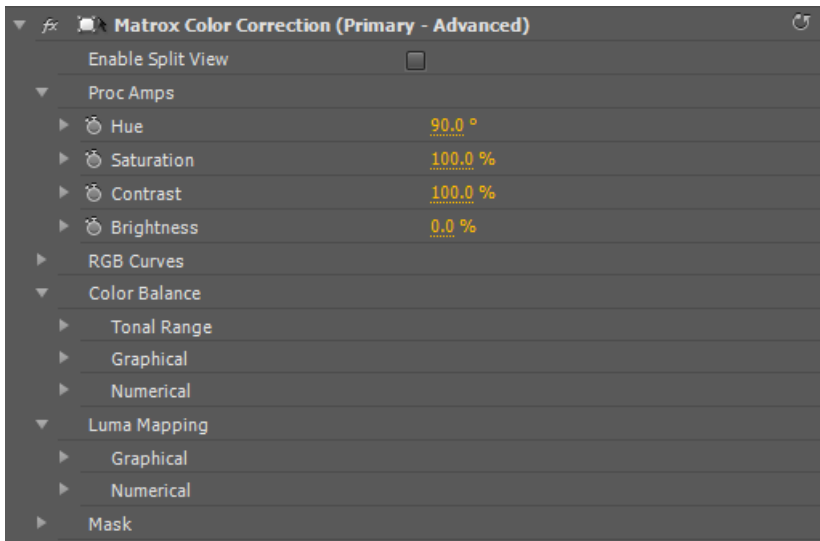 fx Matrox Color Correction (Primary - Advanced)
Enable Split View
Proc Amps
Hue 90.0 °
Saturation 100.0 %
Contrast 100.0 %
Brightness 0.0 %
RGB Curves
Color Balance
Tonal Range
Graphical
Numerical
Luma Mapping
Graphical
Numerical
Mask